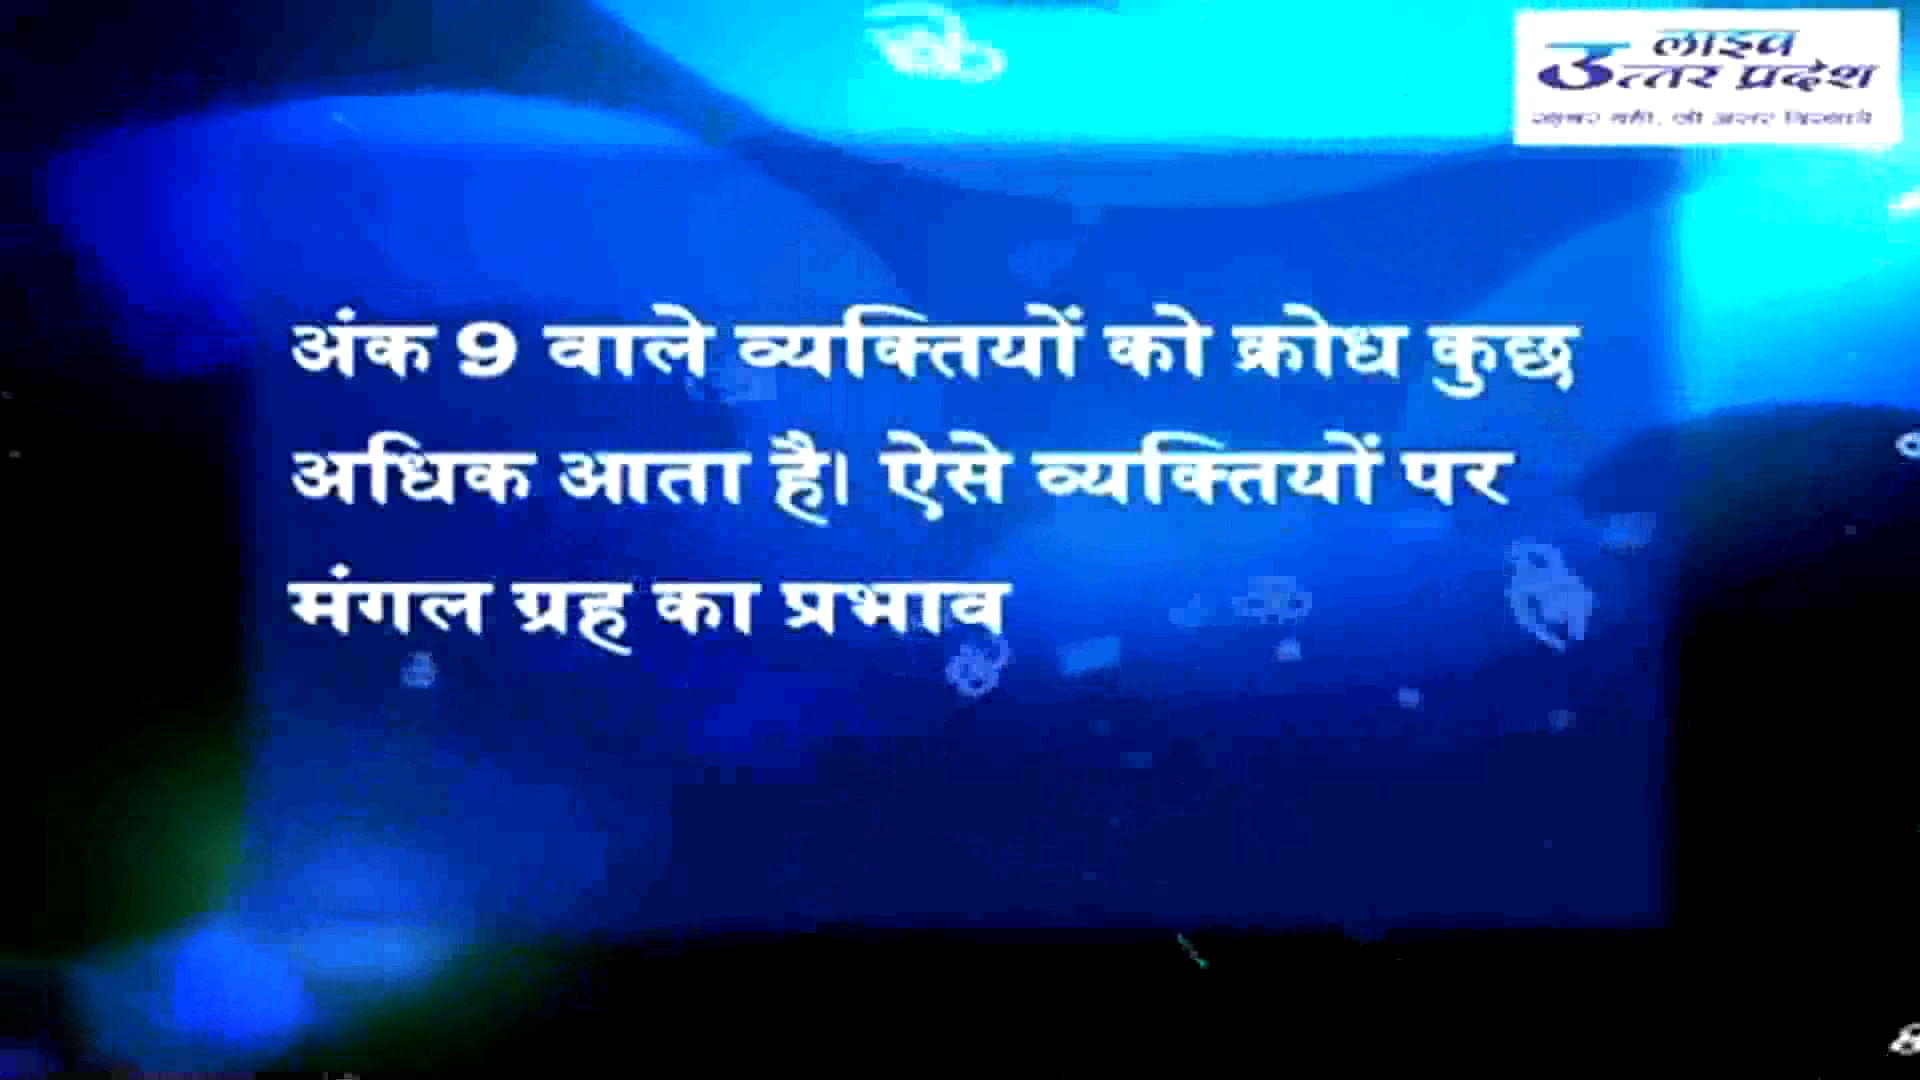 लाइव
उत्तर प्रदेश
अंक 9 वाले व्यक्तियों को क्रोध कुछ
अधिक आता है। ऐसे व्यक्तियों पर
मंगल ग्रह का प्रभाव